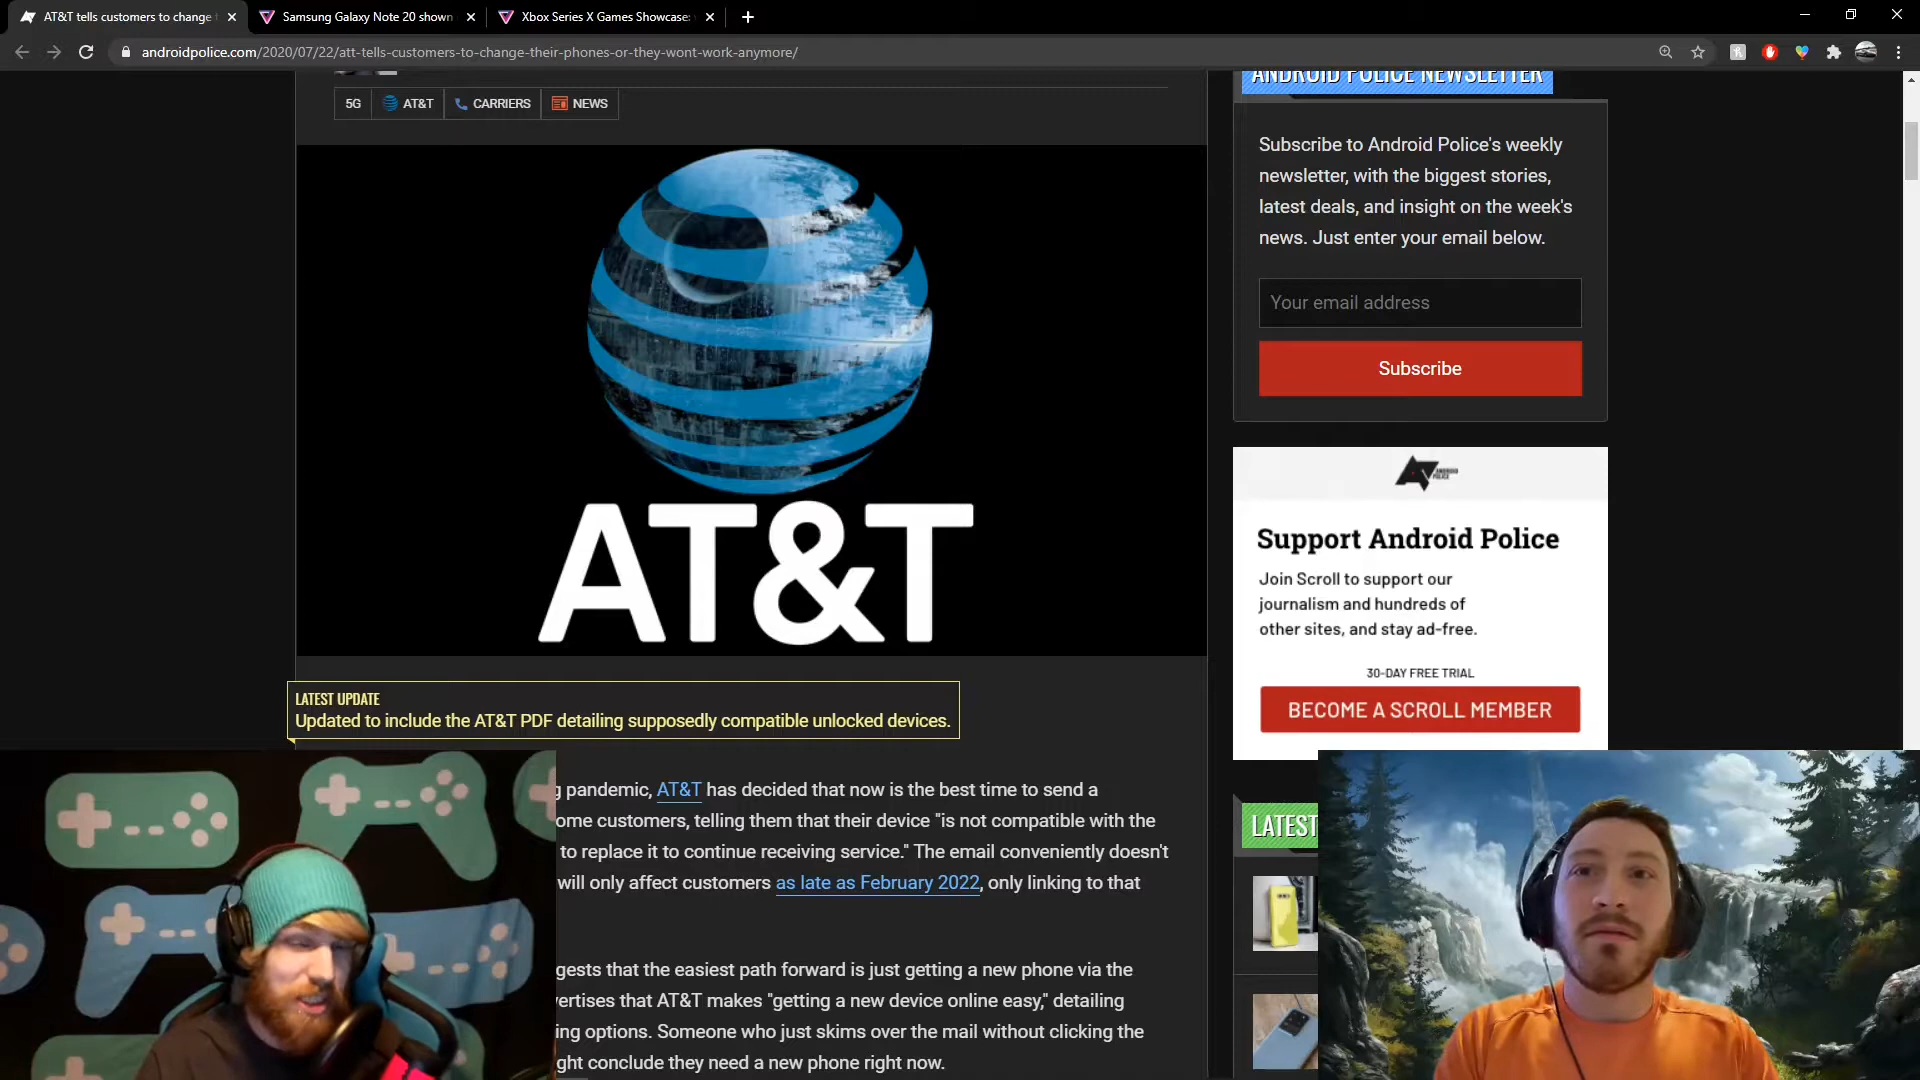 AT&T tells customers to change
Samsung Galaxy Note 20 shown
Xbox Series X Games Showcase:
androidpolice.com/2020/07/22/att-tells-customers-to-change-their-phones-or-they-wont-work-anymore/
5G AT&T CARRIERS NEWS
AT&T
LATEST UPDATE
Updated to include the AT&T PDF detailing supposedly compatible unlocked devices.
pandemic, AT&T has decided that now is the best time to send a
ome customers, telling them that their device "is not compatible with the
to replace it to continue receiving service." The email conveniently doesn't
will only affect customers as late as February 2022, only linking to that
gests that the easiest path forward is just getting a new phone via the
ertises that AT&T makes "getting a new device online easy," detailing
ing options. Someone who just skims over the mail without clicking the
ght conclude they need a new phone right now.
ANDROID POLICE NEWSLETTER
Subscribe to Android Police's weekly
newsletter, with the biggest stories,
latest deals, and insight on the week's
news. Just enter your email below.
Your email address
Subscribe
ANDROID
POLICE
Support Android Police
Join Scroll to support our
journalism and hundreds of
other sites, and stay ad-free.
30-DAY FREE TRIAL
BECOME A SCROLL MEMBER
LATEST